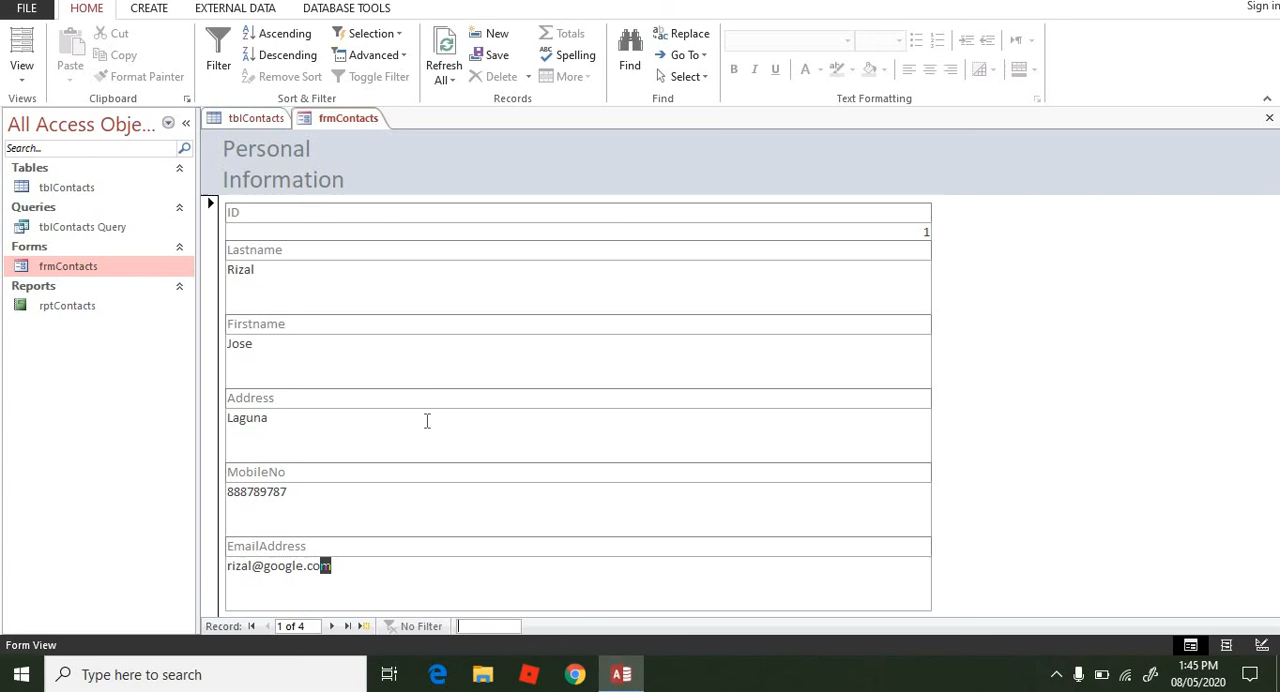 FILE HOME CREATE EXTERNAL DATA DATABASE TOOLS Sign in
Cut Ascending Selection New Totals Replace
Copy Descending Advanced Save Spelling Go To
View Paste Format Painter Filter Remove Sort Toggle Filter Refresh All Delete More Find Select B I U A
Views Clipboard Sort & Filter Records Find Text Formatting
All Access Obje... tblContacts frmContacts
Search...
Tables
tblContacts
Queries
tblContacts Query
Forms
frmContacts
Reports
rptContacts
Personal
Information
ID
1
Lastname
Rizal
Firstname
Jose
Address
Laguna
MobileNo
888789787
EmailAddress
rizal@google.com
Record: 1 of 4 No Filter
Form View
Type here to search 1:45 PM
08/05/2020